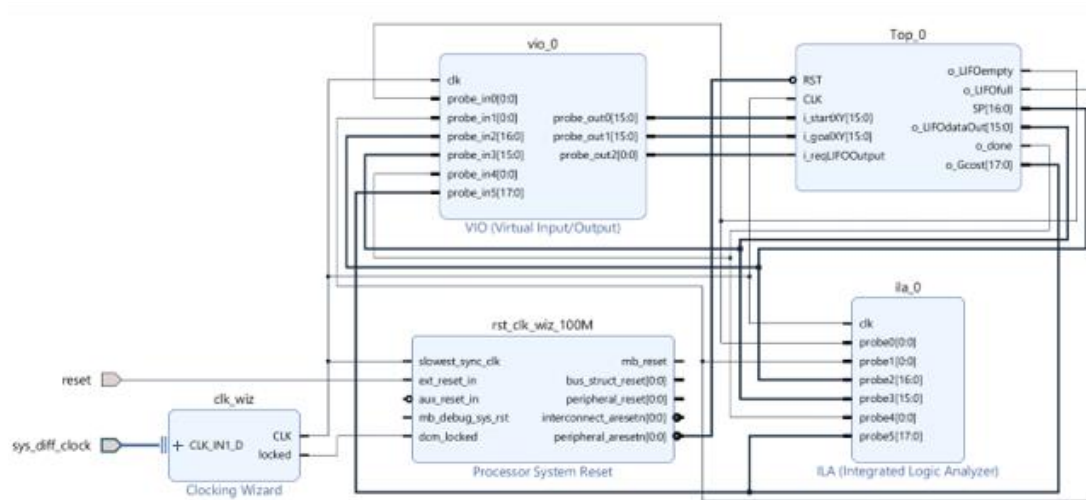 vio_0
clk
probe_in0[0:0]
probe_in1[0:0]
probe_in2[16:0]
probe_in3[15:0]
probe_in4[0:0]
probe_in5[17:0]
probe_out0[15:0]
probe_out1[15:0]
probe_out2[0:0]
VIO (Virtual Input/Output)
Top_0
RST
CLK
i_startXY[15:0]
i_goalXY[15:0]
i_reqLIFOOutput
o_LIFOempty
o_LIFOfull
SP[16:0]
o_LIFOdataOut[15:0]
o_done
o_Gcost[17:0]
ila_0
clk
probe0[0:0]
probe1[0:0]
probe2[16:0]
probe3[15:0]
probe4[0:0]
probe5[17:0]
ILA (Integrated Logic Analyzer)
rst_clk_wiz_100M
slowest_sync_clk
ext_reset_in
aux_reset_in
mb_debug_sys_rst
dcm_locked
mb_reset
bus_struct_reset[0:0]
peripheral_reset[0:0]
interconnect_aresetn[0:0]
peripheral_aresetn[0:0]
Processor System Reset
reset
sys_diff_clock
clk_wiz
CLK_IN1_D
CLK
locked
Clocking Wizard